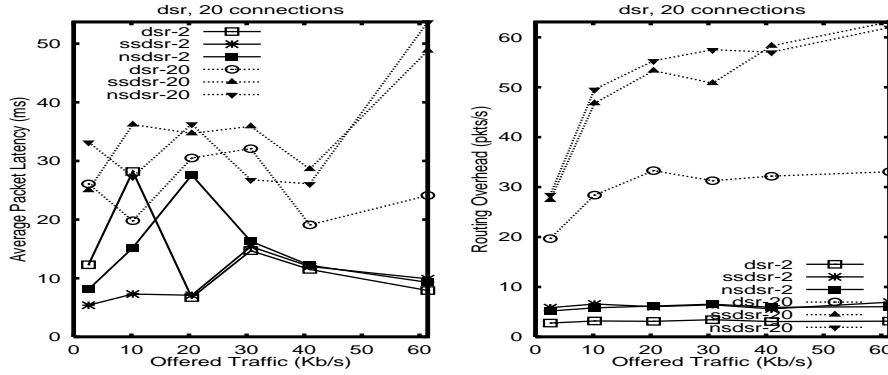 dsr, 20 connections
Average Packet Latency (ms)
50
40
30
20
10
0
dsr-2
ssdsr-2
nsdsr-2
dsr-20
ssdsr-20
nsdsr-20
0 10 20 30 40 50 60
Offered Traffic (Kb/s)
dsr, 20 connections
Routing Overhead (pkts/s)
60
50
40
30
20
10
0
dsr-2
ssdsr-2
nsdsr-2
dsr-20
ssdsr-20
nsdsr-20
0 10 20 30 40 50 60
Offered Traffic (Kb/s)